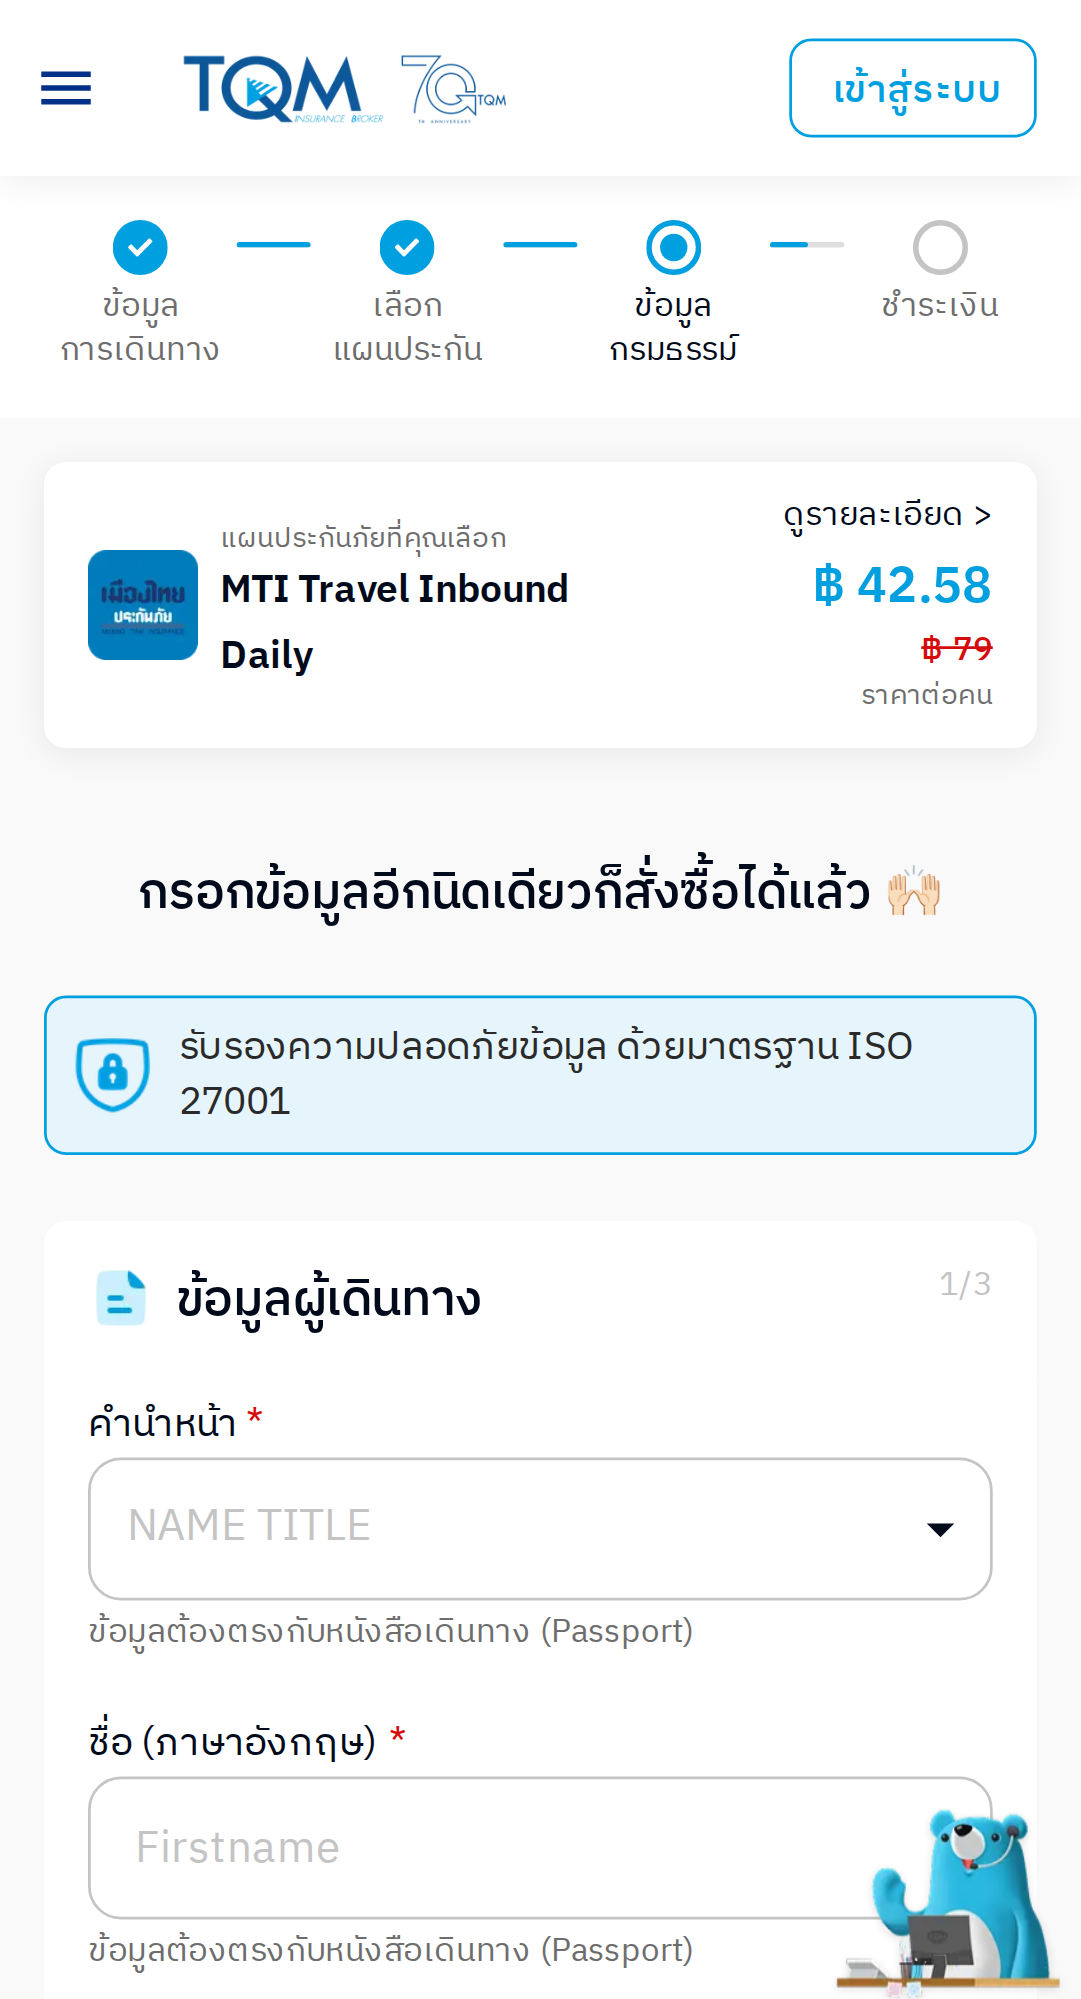 TQM
INSURANCE BROKER
70 TQM
TH ANNIVERSARY
เข้าสู่ระบบ
ข้อมูล
การเดินทาง
เลือก
แผนประกัน
ข้อมูล
กรมธรรม์
ชำระเงิน
ดูรายละเอียด >
แผนประกันภัยที่คุณเลือก
MTI Travel Inbound
Daily
เมืองไทย
ประกันภัย
฿ 42.58
฿ 79
ราคาต่อคน
กรอกข้อมูลอีกนิดเดียวก็สั่งซื้อได้แล้ว 🙌🏻
รับรองความปลอดภัยข้อมูล ด้วยมาตรฐาน ISO
27001
ข้อมูลผู้เดินทาง
1/3
คำนำหน้า *
NAME TITLE
ข้อมูลต้องตรงกับหนังสือเดินทาง (Passport)
ชื่อ (ภาษาอังกฤษ) *
Firstname
ข้อมูลต้องตรงกับหนังสือเดินทาง (Passport)